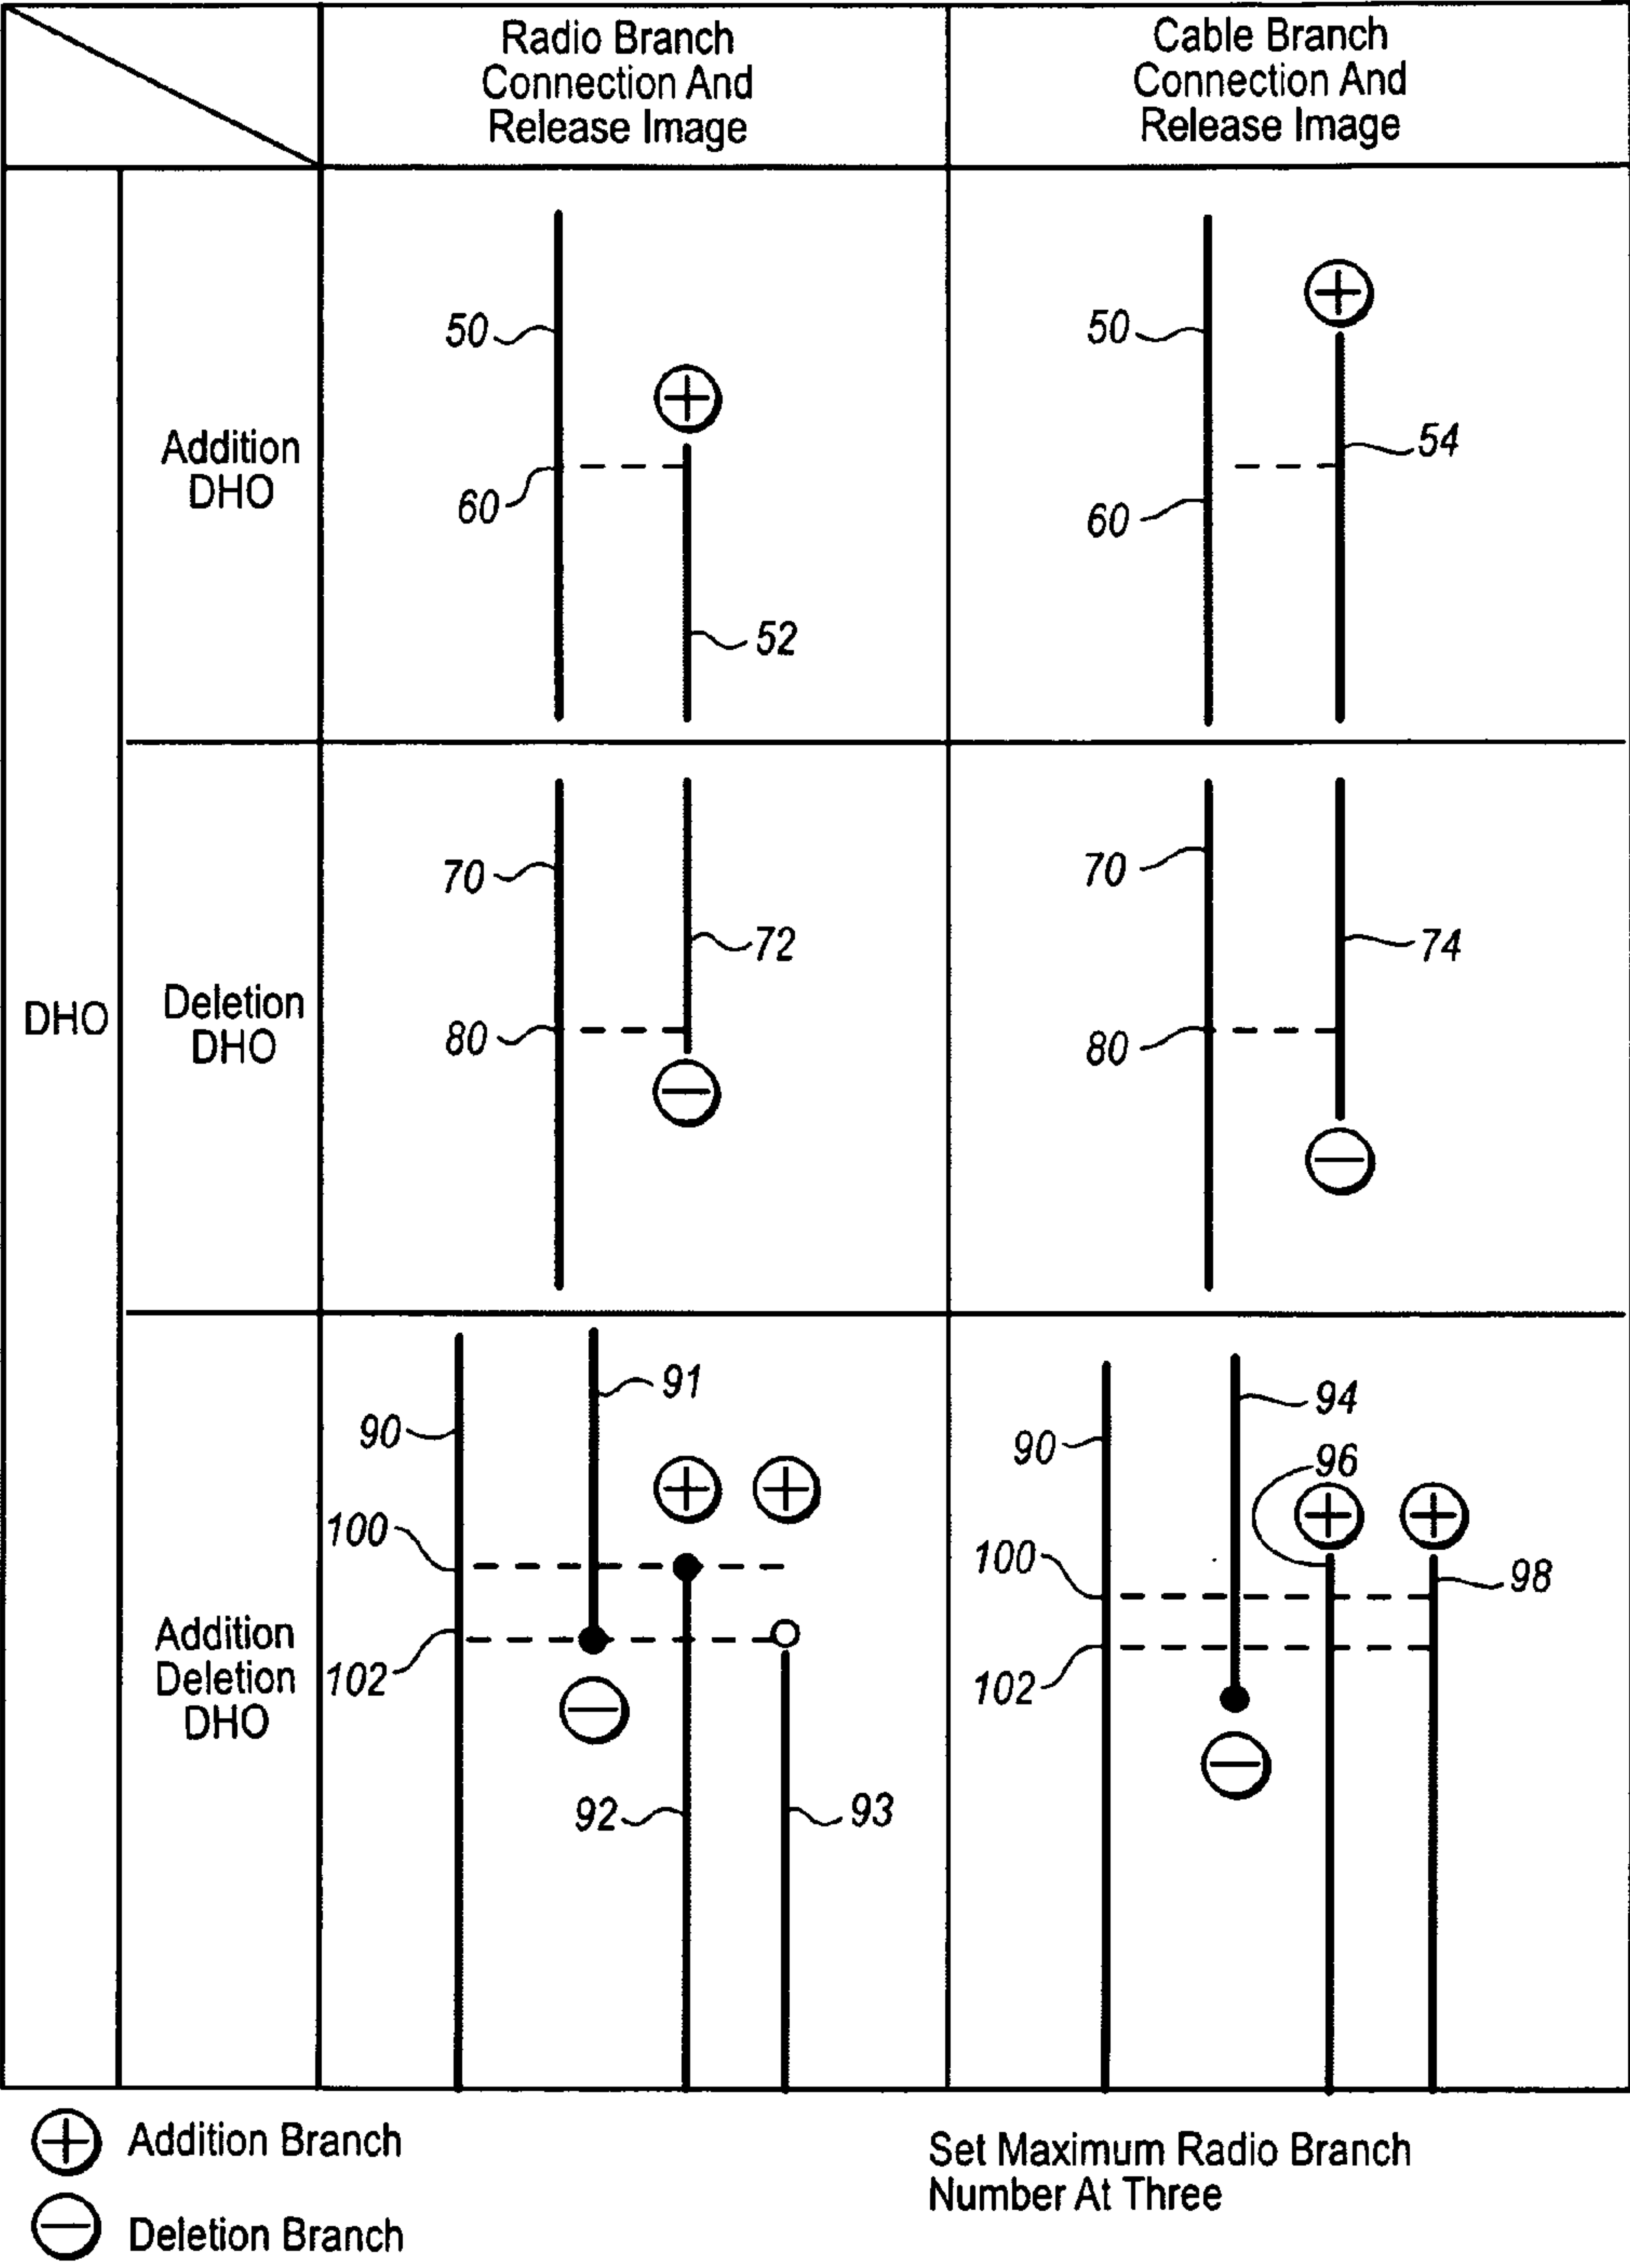 Radio Branch
Connection And
Release Image
Cable Branch
Connection And
Release Image
DHO
Addition
DHO
50
60
52
50
60
54
Deletion
DHO
70
72
80
70
74
80
Addition
Deletion
DHO
90
91
100
102
92
93
90
94
96
100
98
102
Addition Branch
Deletion Branch
Set Maximum Radio Branch
Number At Three